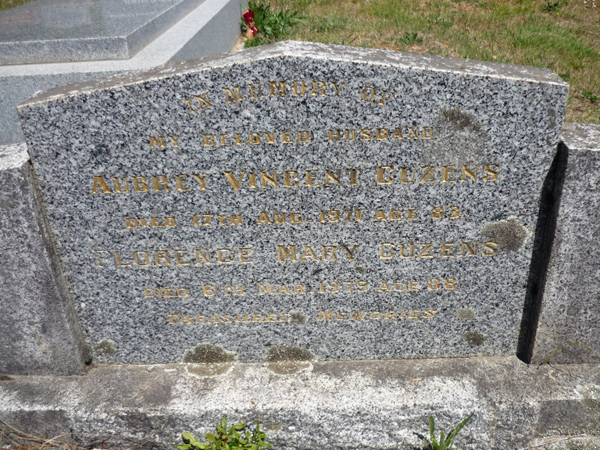 IN MEMORY OF
MY BELOVED HUSBAND
AUBREY VINCENT CUZENS
DIED 17TH AUG. 1971 AGE 83
FLORENCE MARY CUZENS
DIED 6TH MAR. 1979 AGE 88
TREASURED MEMORIES